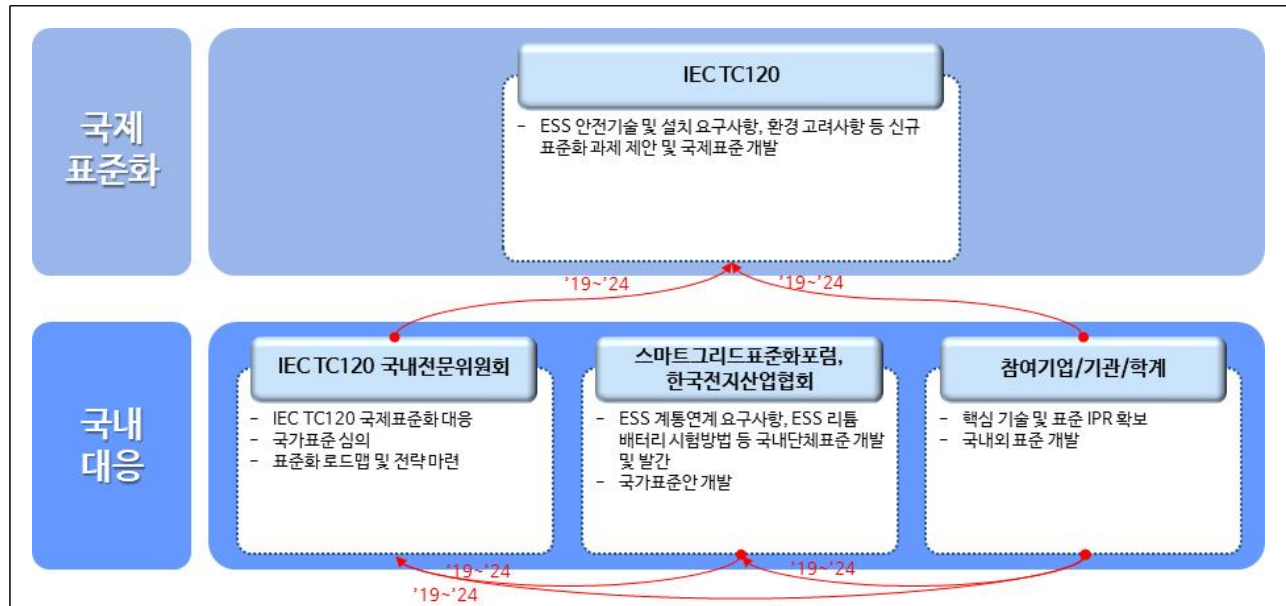 국제
표준화
IEC TC120
- ESS 안전기술 및 설치 요구사항, 환경 고려사항 등 신규
표준화 과제 제안 및 국제표준 개발
'19~'24
'19~'24
국내
대응
IEC TC120 국내전문위원회
- IEC TC120 국제표준화 대응
- 국가표준 심의
- 표준화 로드맵 및 전략 마련
스마트그리드표준화포럼,
한국전지산업협회
- ESS 계통연계 요구사항, ESS 리튬
배터리 시험방법 등 국내단체표준 개발
및 발간
- 국가표준안 개발
참여기업/기관/학계
- 핵심 기술 및 표준 IPR 확보
- 국내외 표준 개발
'19~'24
'19~'24
'19~'24